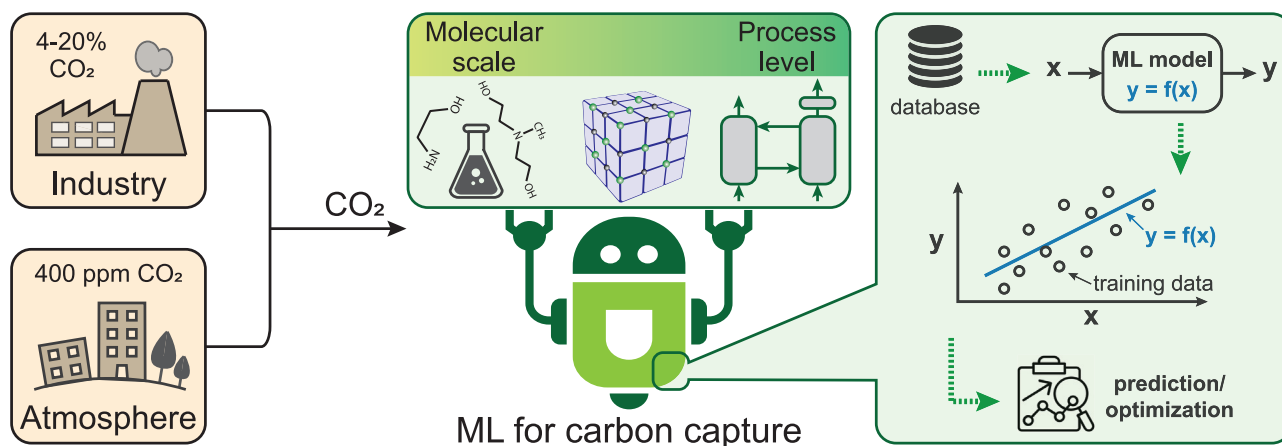 4-20%
CO₂
Industry
400 ppm CO₂
Atmosphere
CO₂
Molecular
scale
Process
level
OH
H₂N
HO
N
CH₃
OH
ML for carbon capture
database
x
ML model
y = f(x)
y
y
y = f(x)
training data
x
prediction/
optimization